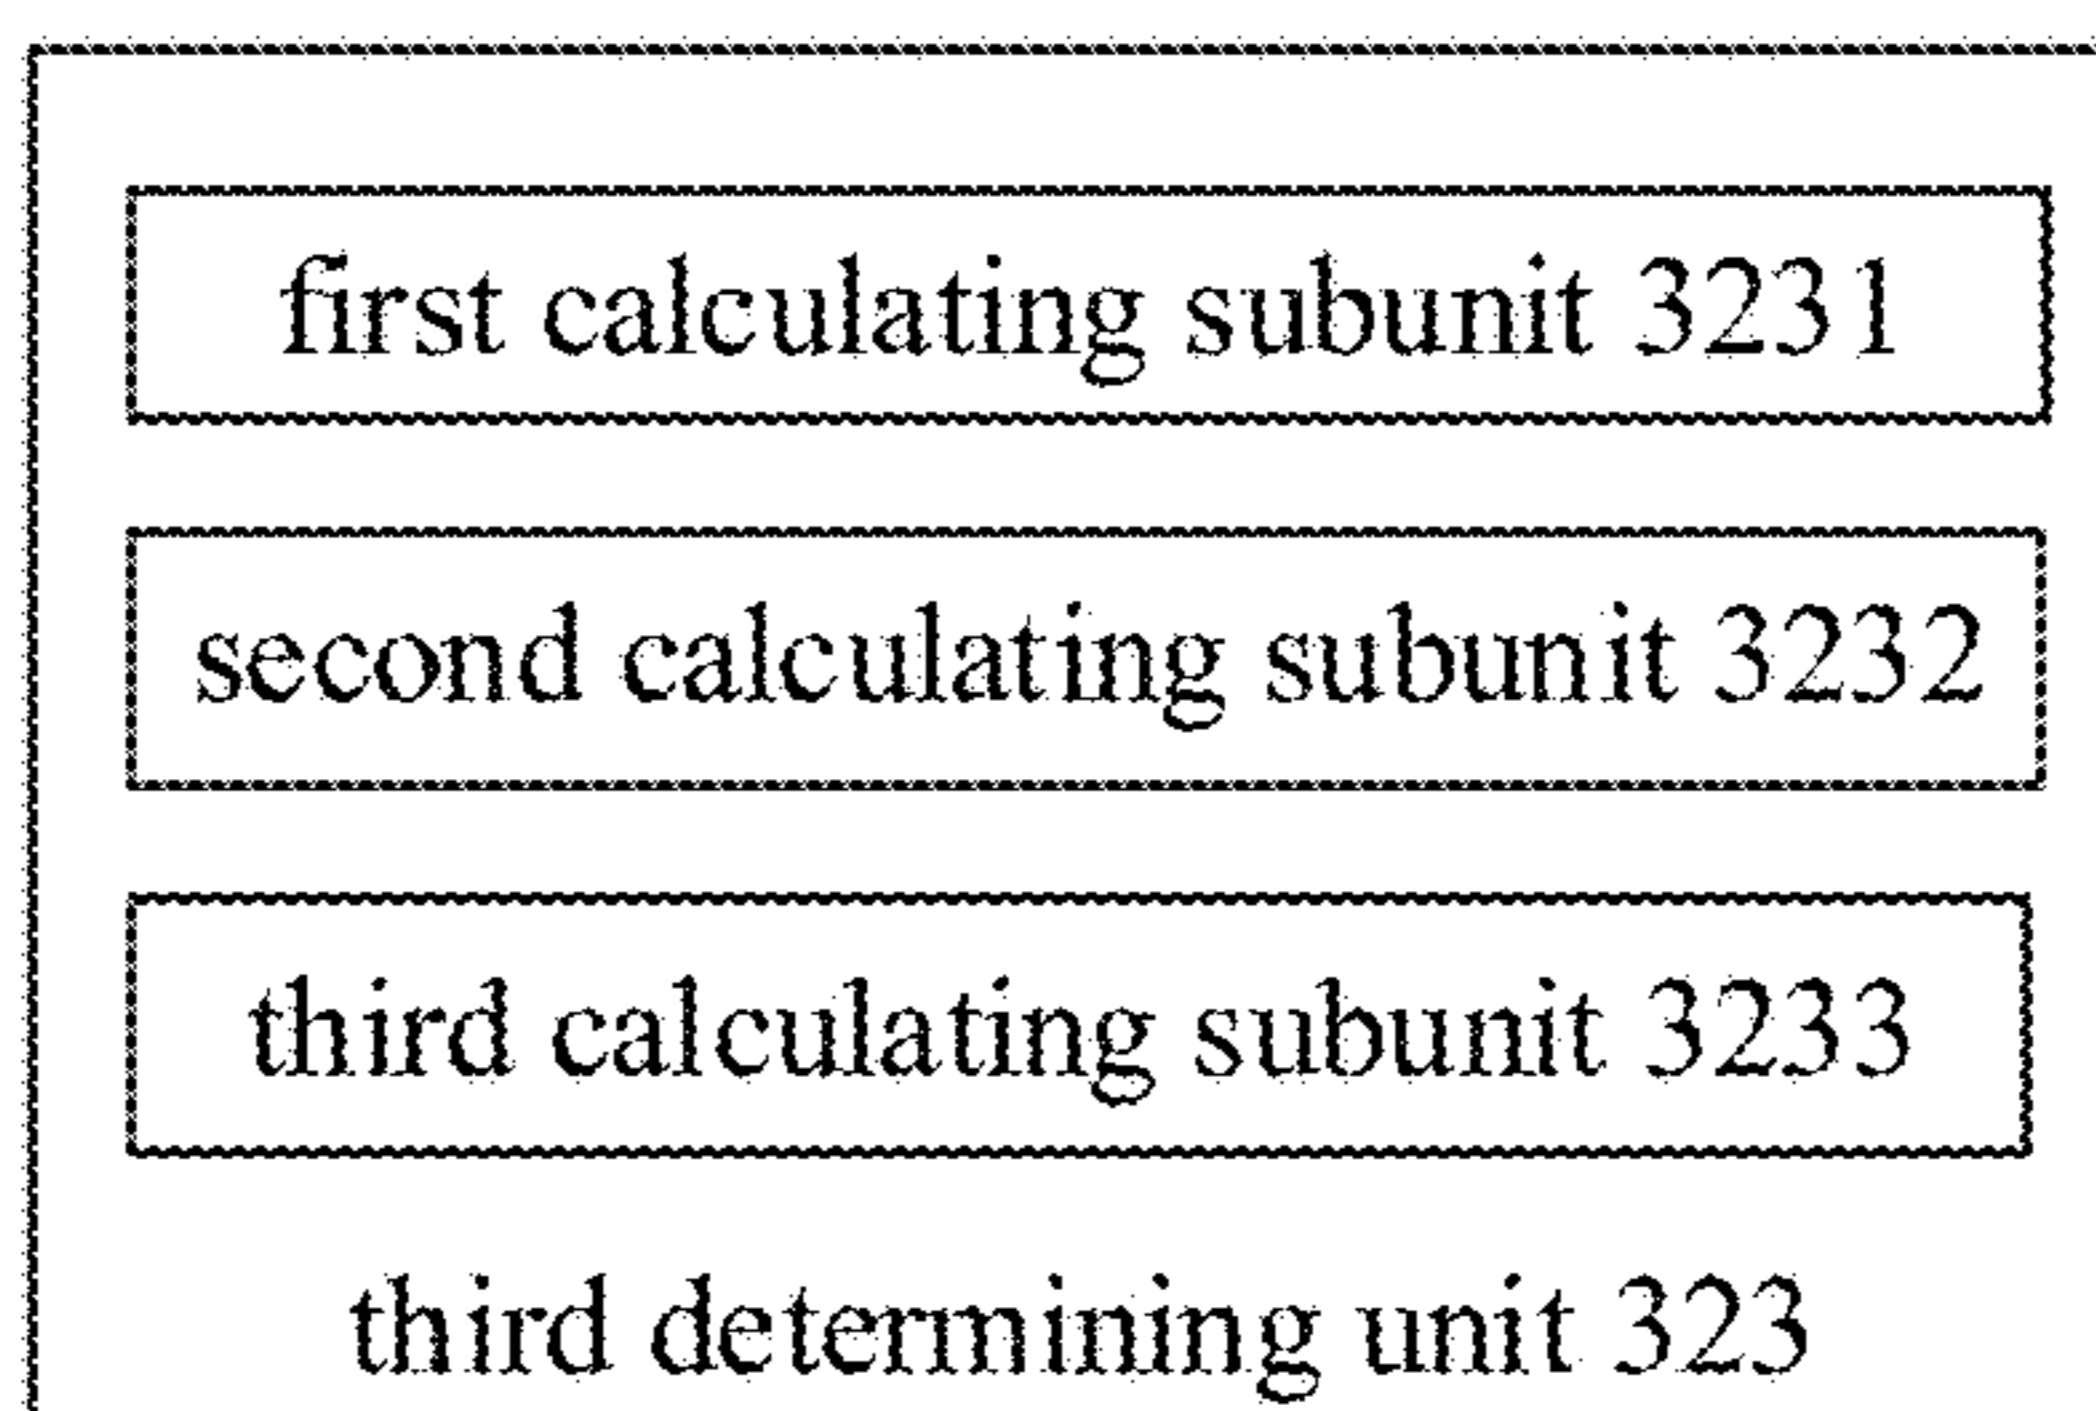 first calculating subunit 3231
second calculating subunit 3232
third calculating subunit 3233
third determining unit 323